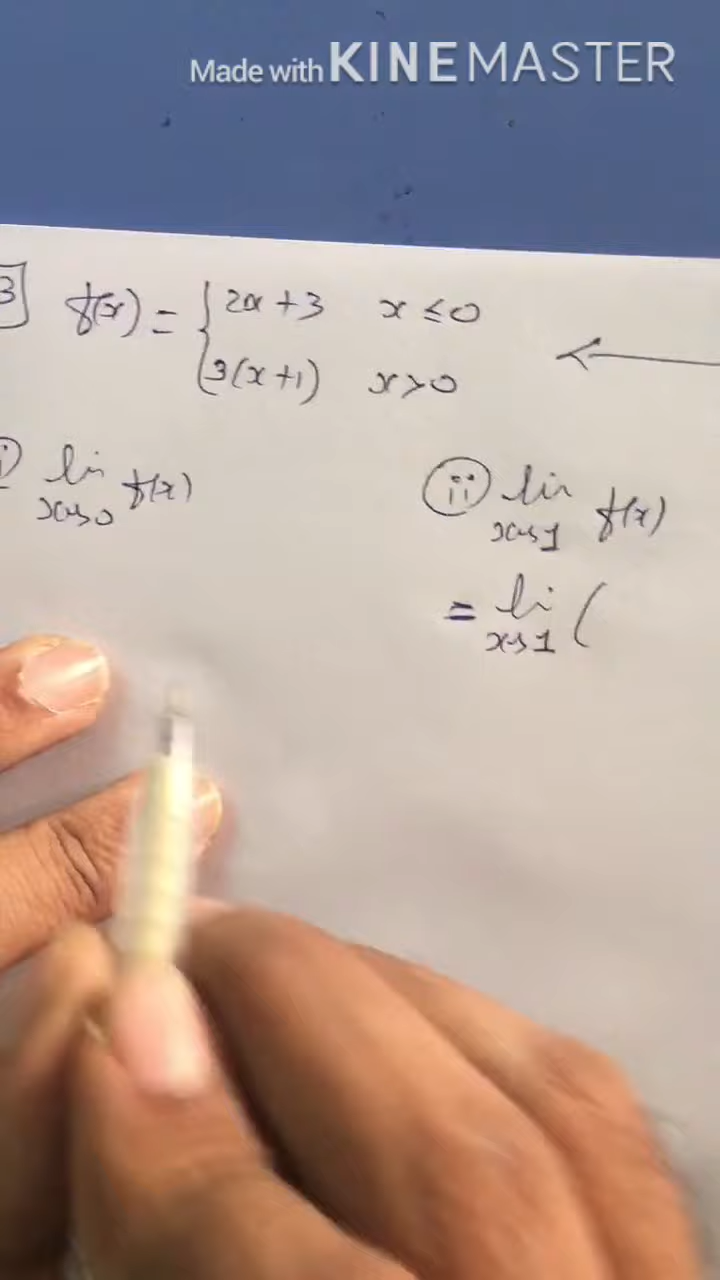 Made with KINEMASTER
3 f(x) = { 2x + 3 x ≤ 0
3(x+1) x > 0
i) lim x→0 f(x)
ii) lim x→1 f(x)
= lim x→1 (